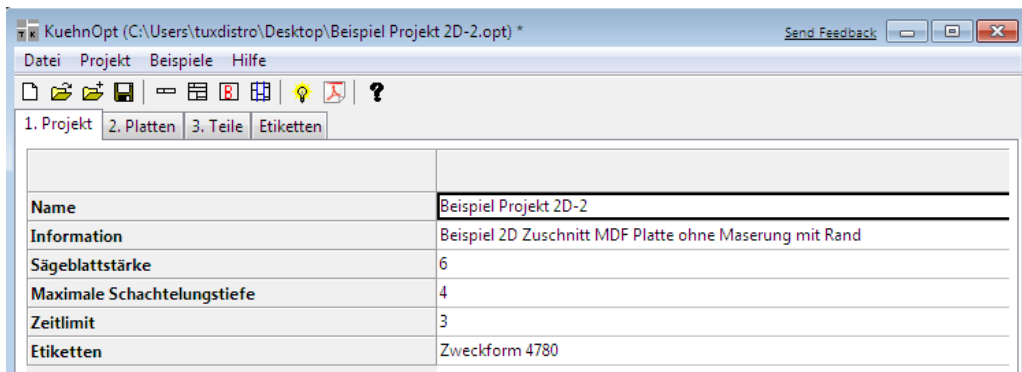 TK KuehnOpt (C:\Users\tuxdistro\Desktop\Beispiel Projekt 2D-2.opt) * Send Feedback
Datei Projekt Beispiele Hilfe
B ?
1. Projekt 2. Platten 3. Teile Etiketten
Name Beispiel Projekt 2D-2
Information Beispiel 2D Zuschnitt MDF Platte ohne Maserung mit Rand
Sägeblattstärke 6
Maximale Schachtelungstiefe 4
Zeitlimit 3
Etiketten Zweckform 4780